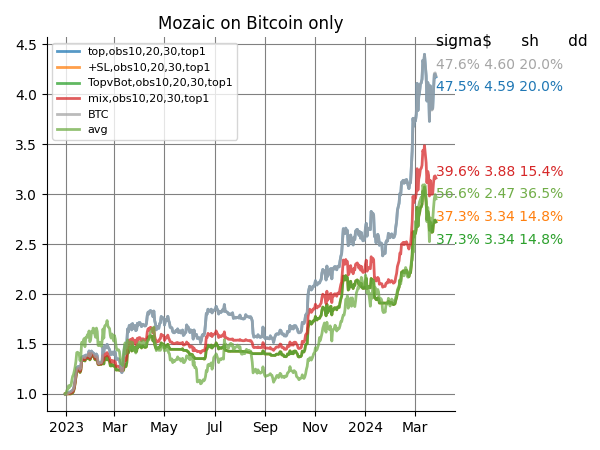 Mozaic on Bitcoin only
sigma$ sh dd
top,obs10,20,30,top1
+SL,obs10,20,30,top1
TopvBot,obs10,20,30,top1
mix,obs10,20,30,top1
BTC
avg
47.6% 4.60 20.0%
47.5% 4.59 20.0%
39.6% 3.88 15.4%
56.6% 2.47 36.5%
37.3% 3.34 14.8%
37.3% 3.34 14.8%
4.5
4.0
3.5
3.0
2.5
2.0
1.5
1.0
2023 Mar May Jul Sep Nov 2024 Mar